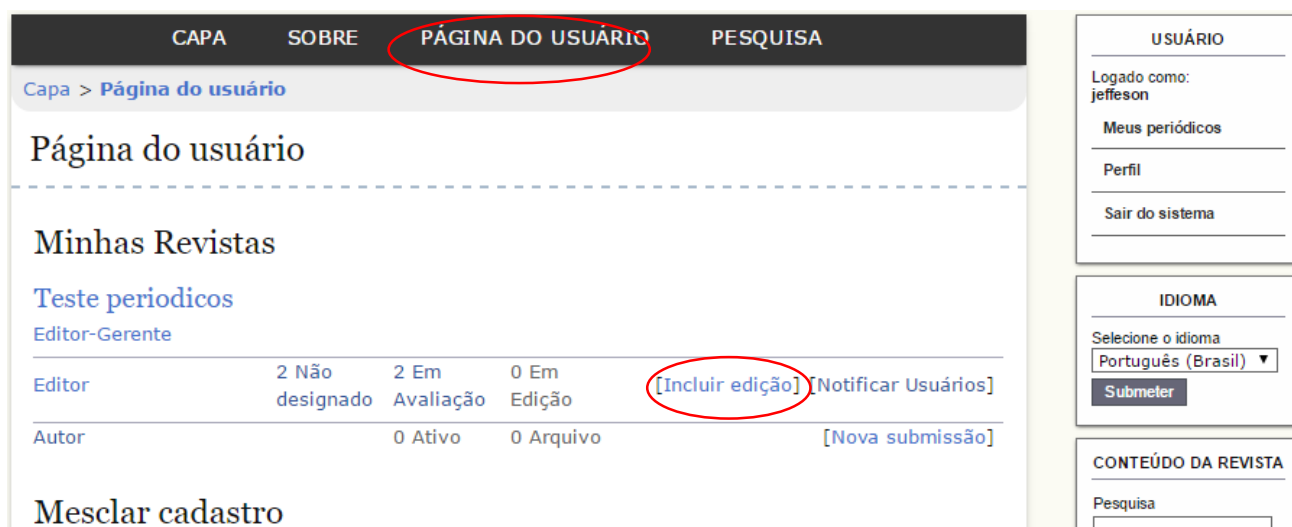 CAPA SOBRE PÁGINA DO USUÁRIO PESQUISA
Capa > Página do usuário
Página do usuário
Minhas Revistas
Teste periodicos
Editor-Gerente
Editor 2 Não designado 2 Em Avaliação 0 Em Edição [Incluir edição] [Notificar Usuários]
Autor 0 Ativo 0 Arquivo [Nova submissão]
Mesclar cadastro
USUÁRIO
Logado como:
jeffeson
Meus periódicos
Perfil
Sair do sistema
IDIOMA
Selecione o idioma
Português (Brasil) ▼
Submeter
CONTEÚDO DA REVISTA
Pesquisa